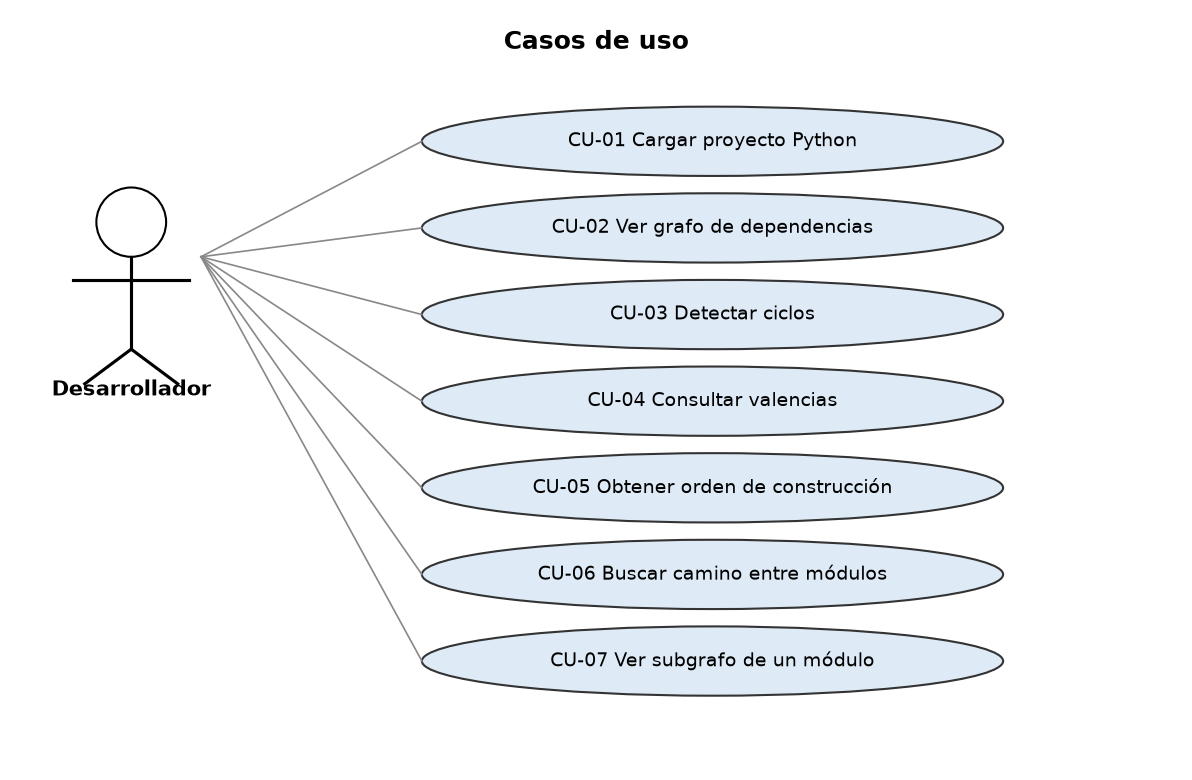 Casos de uso
CU-01 Cargar proyecto Python
CU-02 Ver grafo de dependencias
CU-03 Detectar ciclos
Desarrollador
CU-04 Consultar valencias
CU-05 Obtener orden de construcción
CU-06 Buscar camino entre módulos
CU-07 Ver subgrafo de un módulo